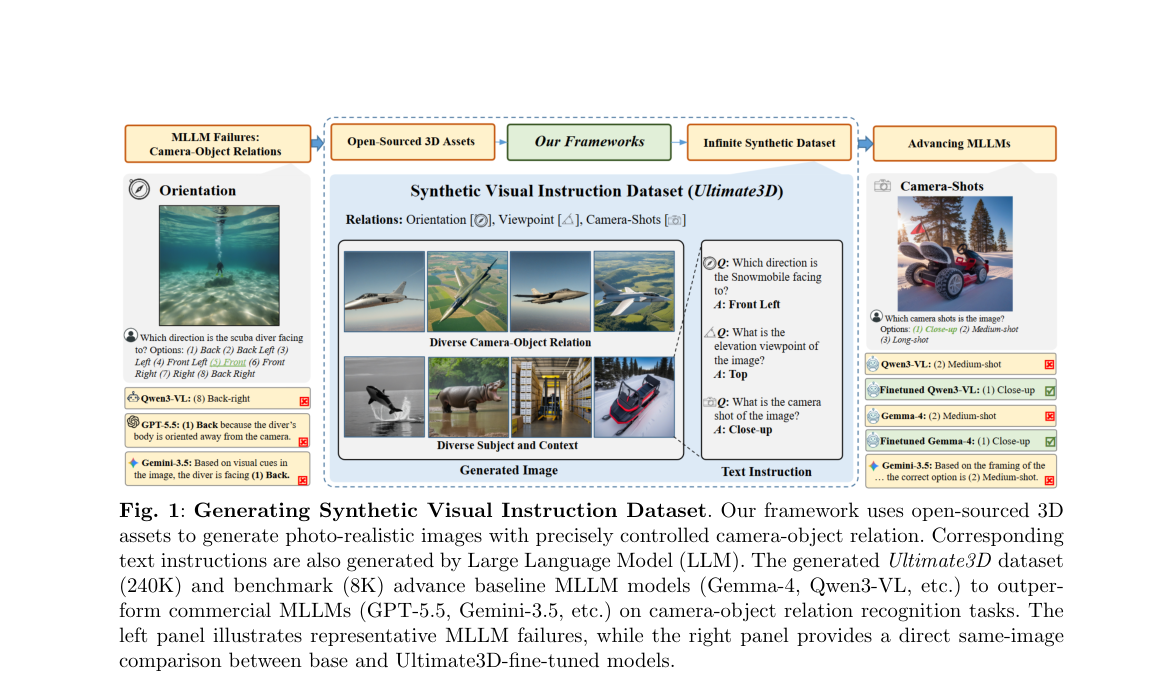 MLLM Failures:
Camera-Object Relations
Open-Sourced 3D Assets
Our Frameworks
Infinite Synthetic Dataset
Advancing MLLMs
Orientation
Which direction is the scuba diver facing
to? Options: (1) Back (2) Back Left (3)
Left (4) Front Left (5) Front (6) Front
Right (7) Right (8) Back Right
Qwen3-VL: (8) Back-right
GPT-5.5: (1) Back because the diver's
body is oriented away from the camera.
Gemini-3.5: Based on visual cues in
the image, the diver is facing (1) Back.
Synthetic Visual Instruction Dataset (Ultimate3D)
Relations: Orientation [ ], Viewpoint [ ], Camera-Shots [ ]
Diverse Camera-Object Relation
Diverse Subject and Context
Generated Image
Q: Which direction is
the Snowmobile facing
to?
A: Front Left
Q: What is the
elevation viewpoint of
the image?
A: Top
Q: What is the camera
shot of the image?
A: Close-up
Text Instruction
Camera-Shots
Which camera shots is the image?
Options: (1) Close-up (2) Medium-shot
(3) Long-shot
Qwen3-VL: (2) Medium-shot
Finetuned Qwen3-VL: (1) Close-up
Gemma-4: (2) Medium-shot
Finetuned Gemma-4: (1) Close-up
Gemini-3.5: Based on the framing of the
… the correct option is (2) Medium-shot.
Fig. 1: Generating Synthetic Visual Instruction Dataset. Our framework uses open-sourced 3D
assets to generate photo-realistic images with precisely controlled camera-object relation. Corresponding
text instructions are also generated by Large Language Model (LLM). The generated Ultimate3D dataset
(240K) and benchmark (8K) advance baseline MLLM models (Gemma-4, Qwen3-VL, etc.) to outper-
form commercial MLLMs (GPT-5.5, Gemini-3.5, etc.) on camera-object relation recognition tasks. The
left panel illustrates representative MLLM failures, while the right panel provides a direct same-image
comparison between base and Ultimate3D-fine-tuned models.